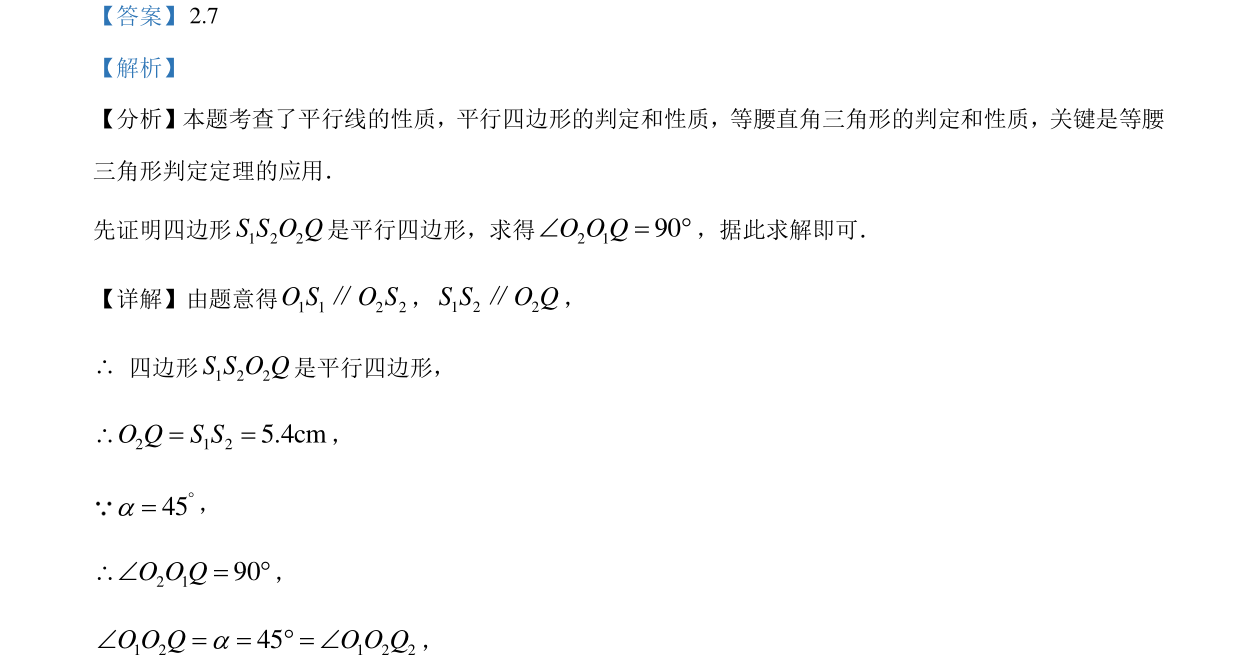 【答案】2.7
【解析】
【分析】本题考查了平行线的性质，平行四边形的判定和性质，等腰直角三角形的判定和性质，关键是等腰
三角形判定定理的应用．
先证明四边形S₁S₂O₂Q是平行四边形，求得∠O₂O₁Q=90°，据此求解即可．
【详解】由题意得O₁S₁∥O₂S₂，S₁S₂∥O₂Q，
∴ 四边形S₁S₂O₂Q是平行四边形，
∴O₂Q=S₁S₂=5.4cm，
∵α=45°，
∴∠O₂O₁Q=90°，
∠O₁O₂Q=α=45°=∠O₁O₂Q₂，